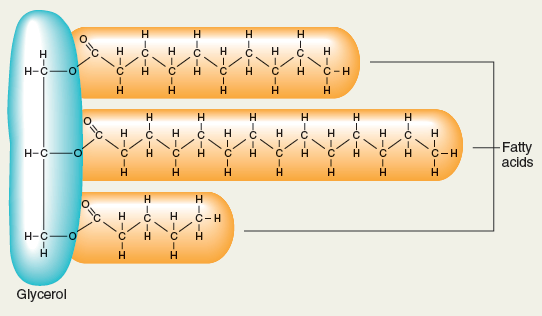 H H H H
O
H C H C H C H C H C H
H-C O C H C H C H C H C-H
H H H H H
H H H H H H
O
C H C H C H C H C H C H C H
H-C O C H C H C H C H C H C H C-H
Fatty
acids
H H H H H H H
H H
O
C H C H C-H
H-C O C H C H
H H H
Glycerol